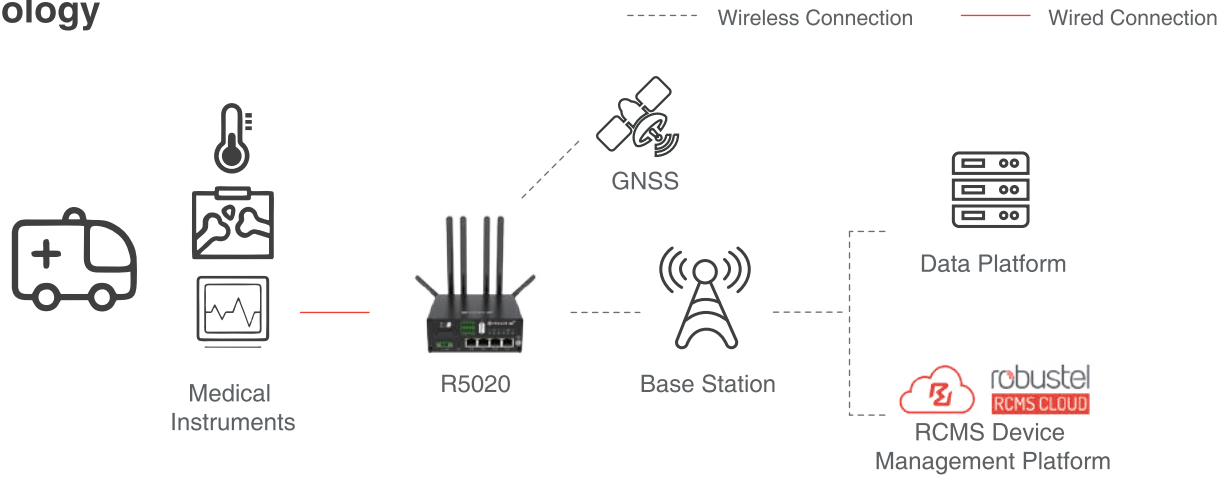 ology
Wireless Connection
Wired Connection
GNSS
Data Platform
R5020
Base Station
Medical
Instruments
robustel
RCMS CLOUD
RCMS Device
Management Platform